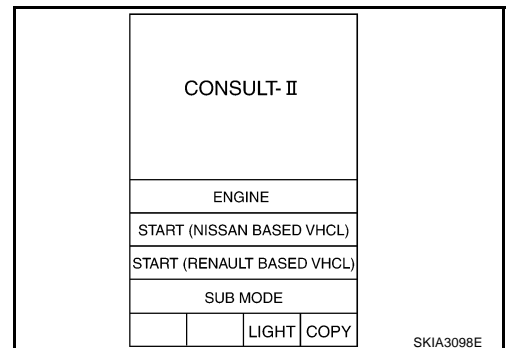 CONSULT-II
ENGINE
START (NISSAN BASED VHCL)
START (RENAULT BASED VHCL)
SUB MODE
LIGHT COPY
SKIA3098E